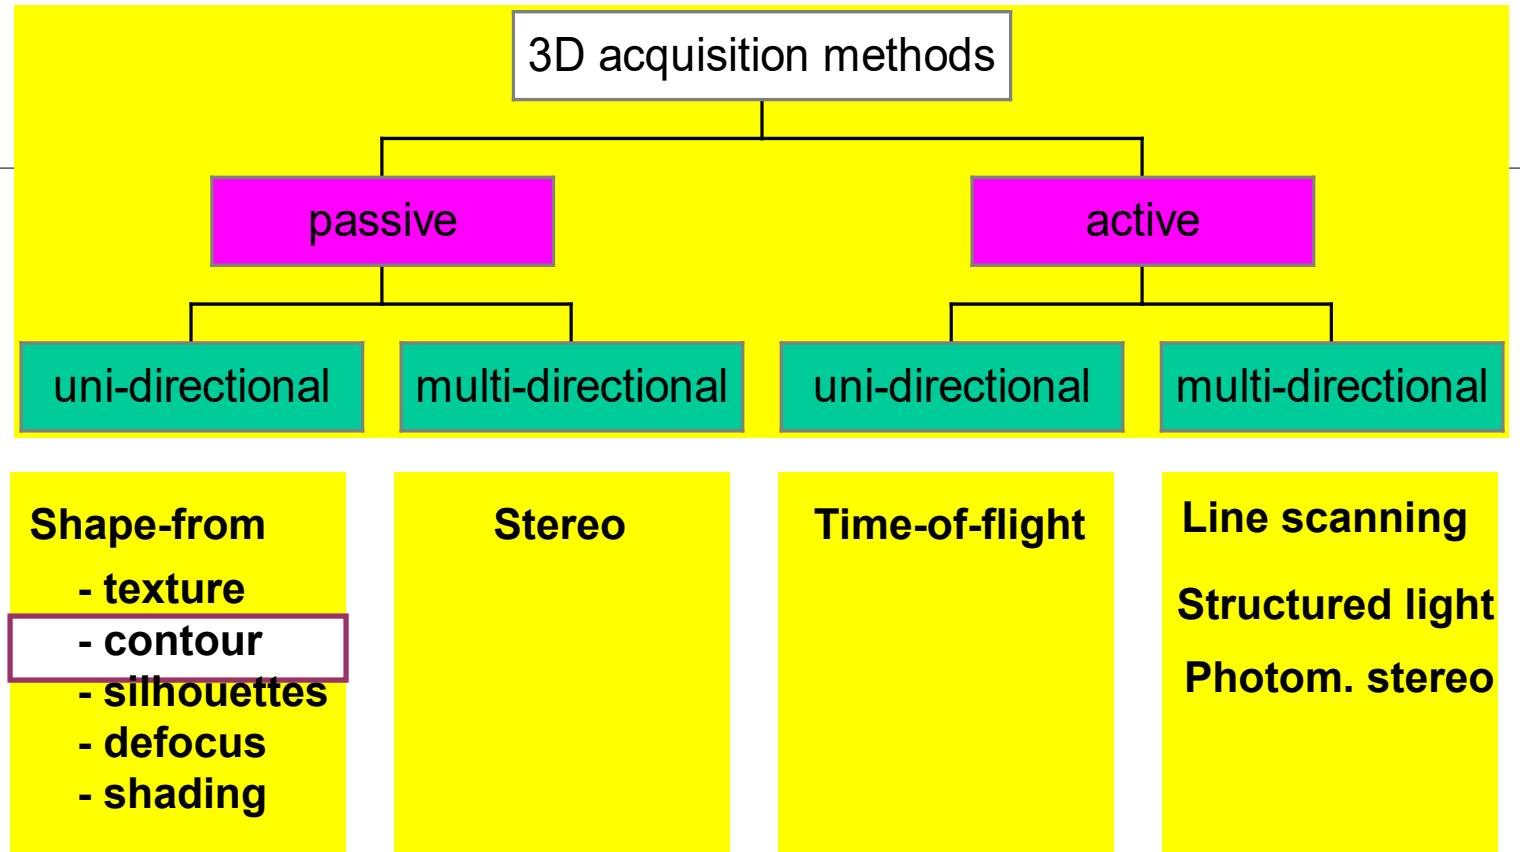 3D acquisition methods
passive
active
uni-directional
multi-directional
uni-directional
multi-directional
Shape-from
- texture
- contour
- silhouettes
- defocus
- shading
Stereo
Time-of-flight
Line scanning
Structured light
Photom. stereo